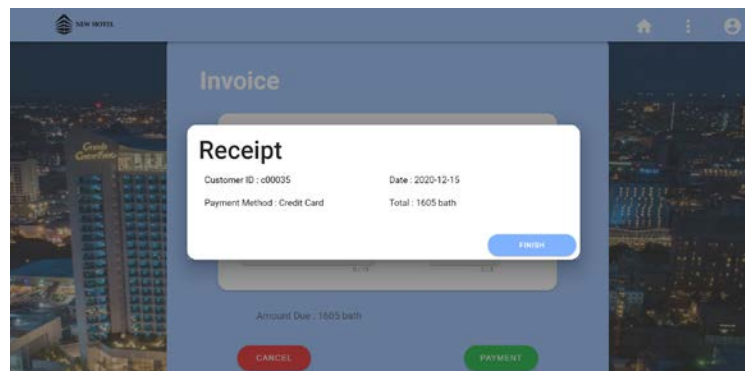 NEW HOTEL
Invoice
Receipt
Customer ID : c00035
Date : 2020-12-15
Payment Method : Credit Card
Total : 1605 bath
FINISH
Amount Due : 1605 bath
CANCEL
PAYMENT